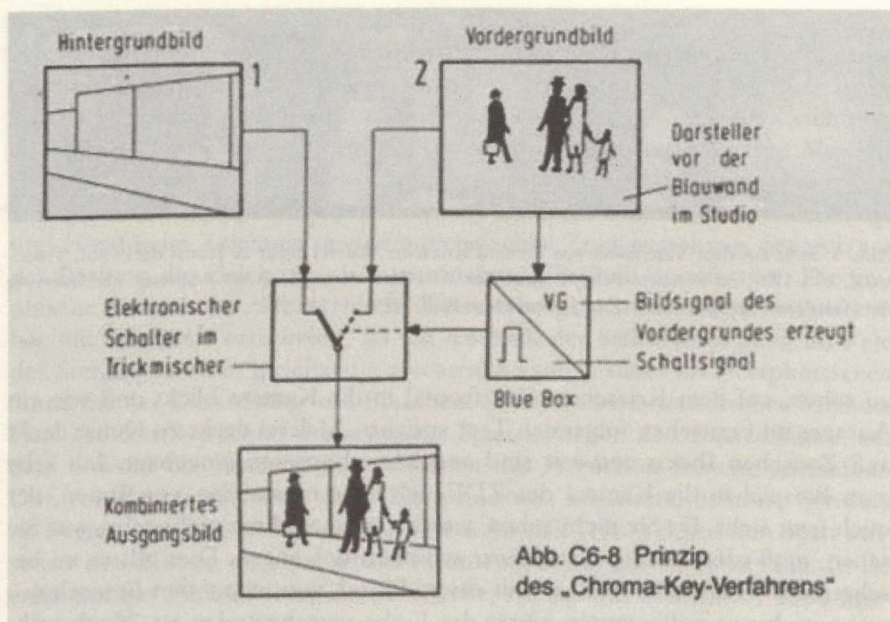 Hintergrundbild
1
Vordergrundbild
2
Darsteller
vor der
Blauwand
im Studio
Elektronischer
Schalter im
Trickmischer
VG
Bildsignal des
Vordergrundes erzeugt
Schaltsignal
Blue Box
Kombiniertes
Ausgangsbild
Abb. C6-8 Prinzip
des „Chroma-Key-Verfahrens"